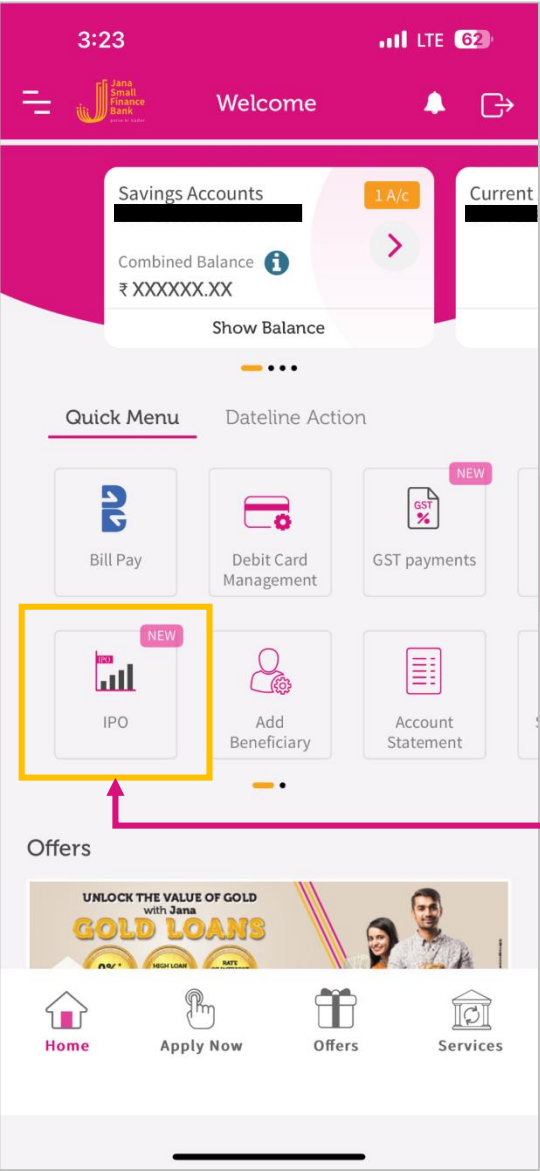 3:23
LTE 62
Jana
Small
Finance
Bank
Welcome
Savings Accounts
1 A/c
Current
Combined Balance i
₹ XXXXXX.XX
Show Balance
Quick Menu
Dateline Action
NEW
GST
%
Bill Pay
Debit Card
Management
GST payments
NEW
IPO
IPO
Add
Beneficiary
Account
Statement
Offers
UNLOCK THE VALUE OF GOLD
with Jana
GOLD LOANS
0%*
HIGH LOAN
RATE
Home
Apply Now
Offers
Services